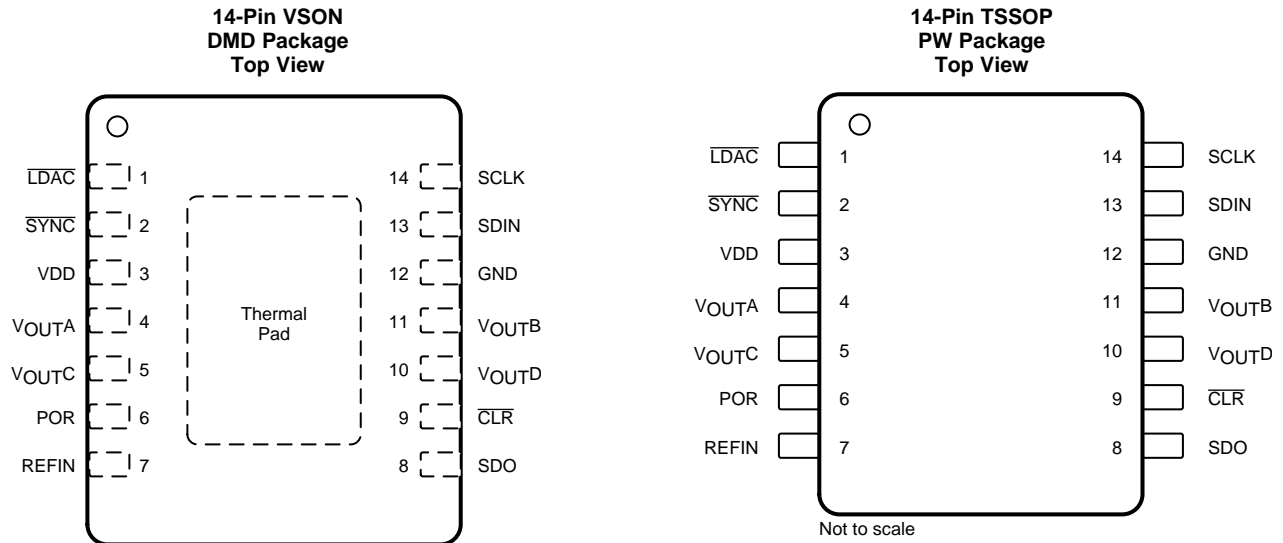 14-Pin VSON
DMD Package
Top View
LDAC 1 14 SCLK
SYNC 2 13 SDIN
VDD 3 12 GND
VOUTA 4 11 VOUTB
VOUTC 5 10 VOUTD
POR 6 9 CLR
REFIN 7 8 SDO
Thermal
Pad
14-Pin TSSOP
PW Package
Top View
LDAC 1 14 SCLK
SYNC 2 13 SDIN
VDD 3 12 GND
VOUTA 4 11 VOUTB
VOUTC 5 10 VOUTD
POR 6 9 CLR
REFIN 7 8 SDO
Not to scale